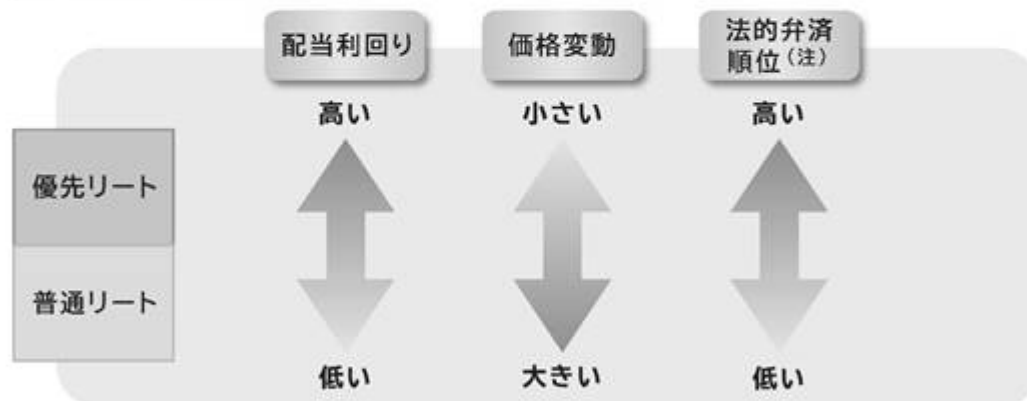 配当利回り
価格変動
法的弁済
順位(注)
高い
小さい
高い
優先リート
普通リート
低い
大きい
低い